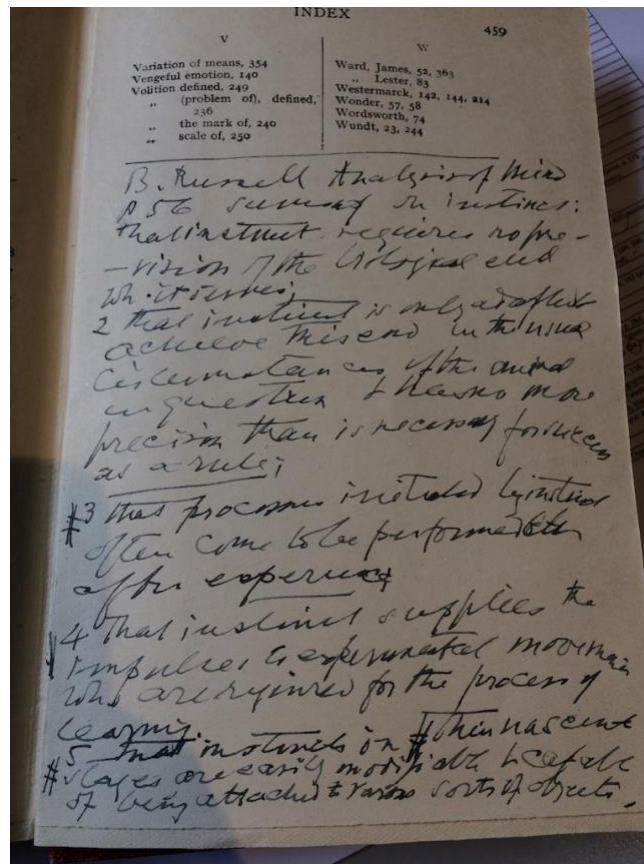 INDEX
459
V
Variation of means, 354
Vengeful emotion, 140
Volition defined, 249
" (problem of), defined,
236
" the mark of, 240
" scale of, 250
W
Ward, James, 52, 363
" Lester, 83
Westermarck, 142, 144, 214
Wonder, 57, 58
Wordsworth, 74
Wundt, 23, 244
B. Russell Analysis of Mind
p 56 summary on instinct:
that instinct requires no pre-
-vision of the biological end
wh. it serves;
2 that instinct is only adapted
achieve this end in the usual
circumstances of the animal
in question & has no more
precision than is necessary for success
as a rule;
#3 that processes initiated by instinct
often come to be performed better
after experience
4 that instinct supplies the
impulses to experimental movements
wh. are required for the process of
learning.
5 that instincts in # their nascent
# stages are easily modifiable & capable
of being attached to various sorts of objects.